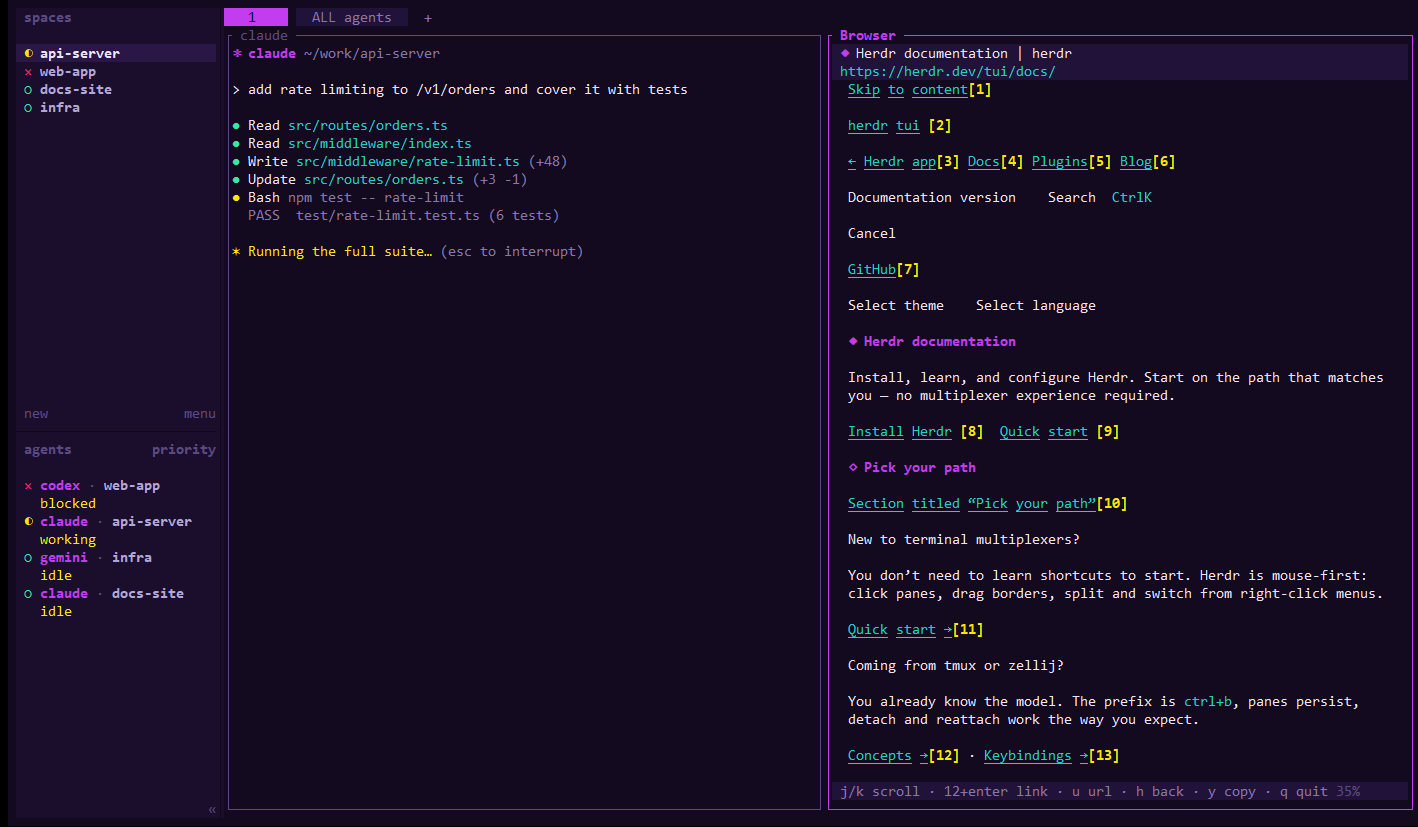 spaces
◐ api-server
× web-app
○ docs-site
○ infra
new menu
agents priority
× codex · web-app
blocked
◐ claude · api-server
working
○ gemini · infra
idle
○ claude · docs-site
idle
«
1 ALL agents +
claude
✻ claude ~/work/api-server
> add rate limiting to /v1/orders and cover it with tests
● Read src/routes/orders.ts
● Read src/middleware/index.ts
● Write src/middleware/rate-limit.ts (+48)
● Update src/routes/orders.ts (+3 -1)
● Bash npm test -- rate-limit
PASS test/rate-limit.test.ts (6 tests)
✶ Running the full suite… (esc to interrupt)
Browser
◆ Herdr documentation | herdr
https://herdr.dev/tui/docs/
Skip to content[1]
herdr tui [2]
← Herdr app[3] Docs[4] Plugins[5] Blog[6]
Documentation version Search CtrlK
Cancel
GitHub[7]
Select theme Select language
◆ Herdr documentation
Install, learn, and configure Herdr. Start on the path that matches
you — no multiplexer experience required.
Install Herdr [8] Quick start [9]
◇ Pick your path
Section titled “Pick your path”[10]
New to terminal multiplexers?
You don’t need to learn shortcuts to start. Herdr is mouse-first:
click panes, drag borders, split and switch from right-click menus.
Quick start →[11]
Coming from tmux or zellij?
You already know the model. The prefix is ctrl+b, panes persist,
detach and reattach work the way you expect.
Concepts →[12] · Keybindings →[13]
j/k scroll · 12+enter link · u url · h back · y copy · q quit 35%